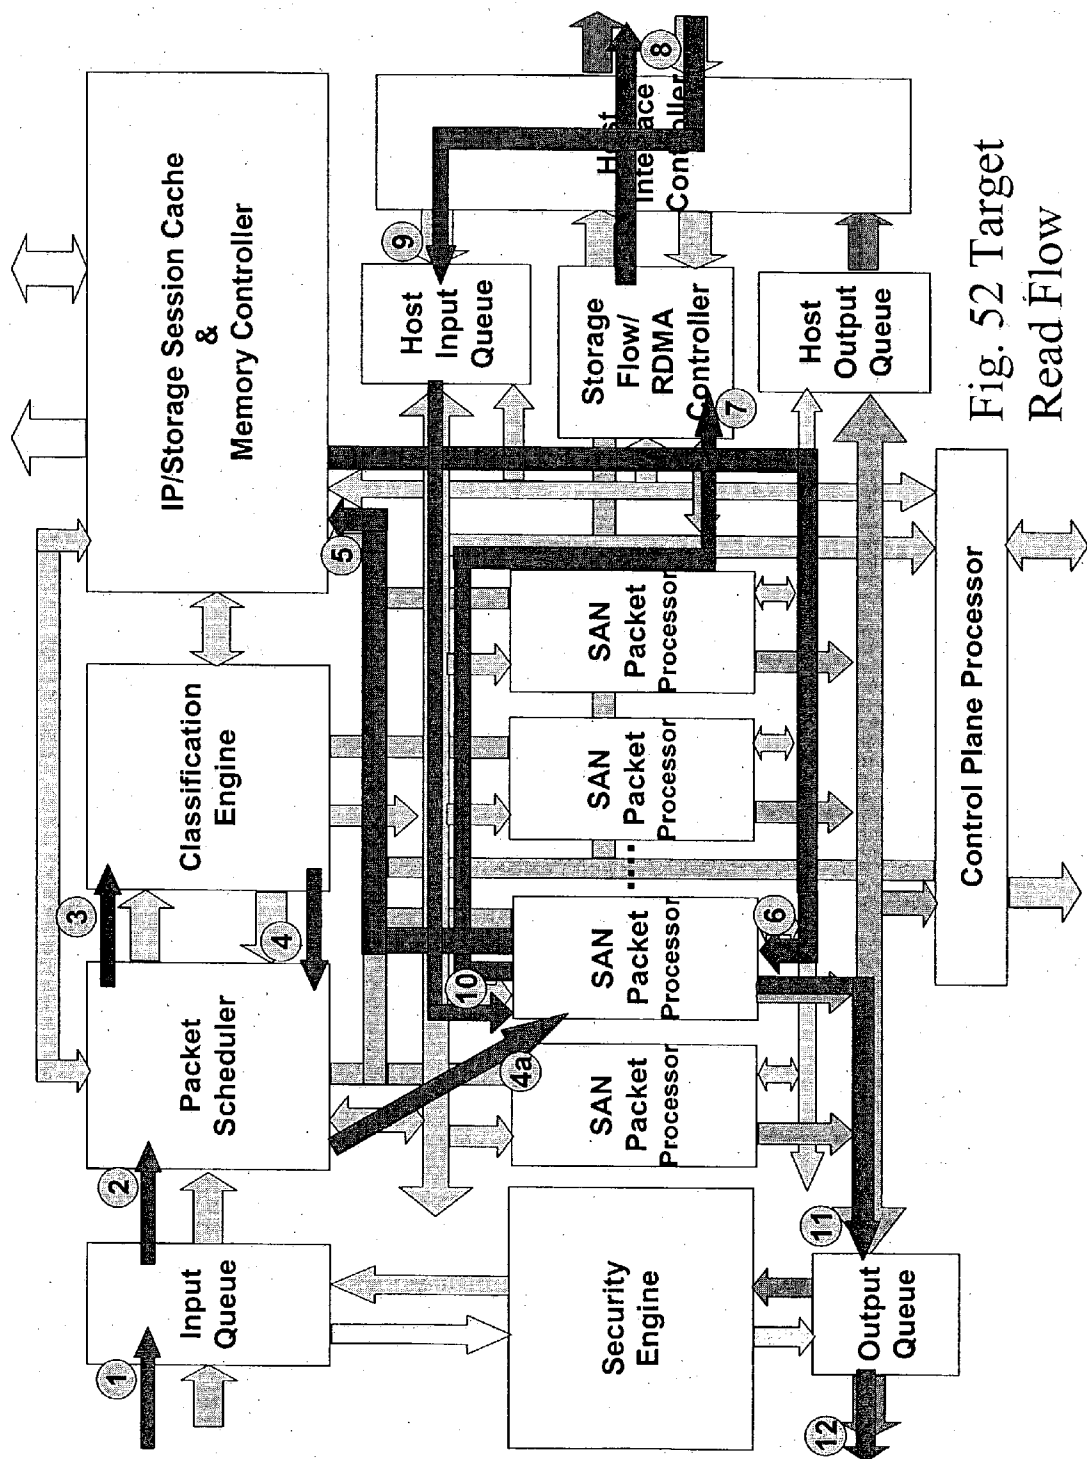 IP/Storage Session Cache
&
Memory Controller
Classification
Engine
Packet
Scheduler
Input
Queue
1
2
3
4
4a
5
6
7
8
9
10
11
12
Host
Interface
Controller
Host
Input
Queue
Storage
Flow/
RDMA
Controller
Host
Output
Queue
SAN
Packet
Processor
SAN
Packet
Processor
.....
SAN
Packet
Processor
SAN
Packet
Processor
Security
Engine
Output
Queue
Control Plane Processor
Fig. 52 Target
Read Flow